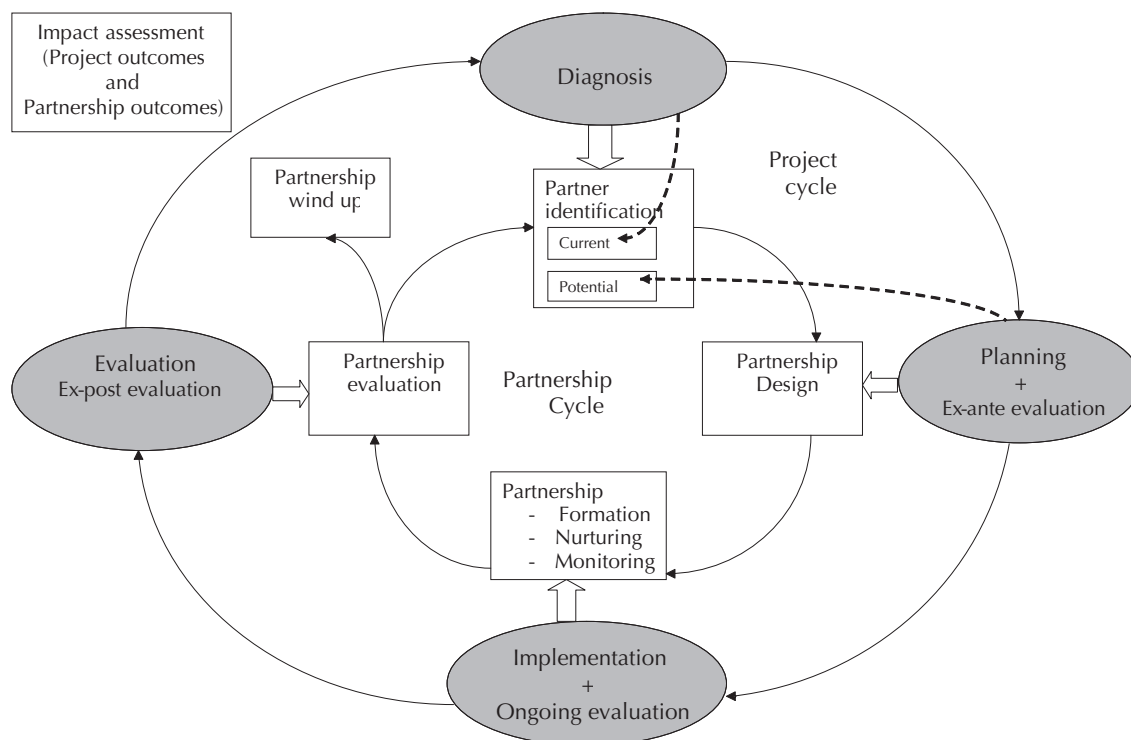 Impact assessment
(Project outcomes
and
Partnership outcomes)
Diagnosis
Project
cycle
Partnership
wind up
Partner
identification
Current
Potential
Evaluation
Ex-post evaluation
Partnership
evaluation
Partnership
Cycle
Partnership
Design
Planning
+
Ex-ante evaluation
Partnership
- Formation
- Nurturing
- Monitoring
Implementation
+
Ongoing evaluation